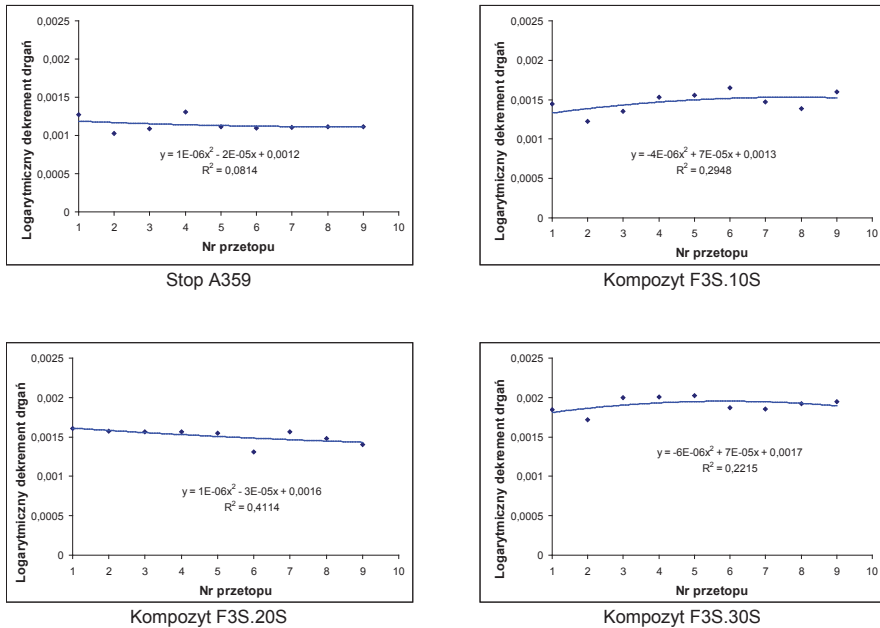 0,0025
0,002
0,0015
0,001
0,0005
0
Logarytmiczny dekrement drgań
y = 1E-06x² - 2E-05x + 0,0012
R² = 0,0814
1 2 3 4 5 6 7 8 9 10
Nr przetopu
Stop A359
0,0025
0,002
0,0015
0,001
0,0005
0
Logarytmiczny dekrement drgań
y = -4E-06x² + 7E-05x + 0,0013
R² = 0,2948
1 2 3 4 5 6 7 8 9 10
Nr przetopu
Kompozyt F3S.10S
0,0025
0,002
0,0015
0,001
0,0005
0
Logarytmiczny dekrement drgań
y = 1E-06x² - 3E-05x + 0,0016
R² = 0,4114
1 2 3 4 5 6 7 8 9 10
Nr przetopu
Kompozyt F3S.20S
0,0025
0,002
0,0015
0,001
0,0005
0
Logarytmiczny dekrement drgań
y = -6E-06x² + 7E-05x + 0,0017
R² = 0,2215
1 2 3 4 5 6 7 8 9 10
Nr przetopu
Kompozyt F3S.30S